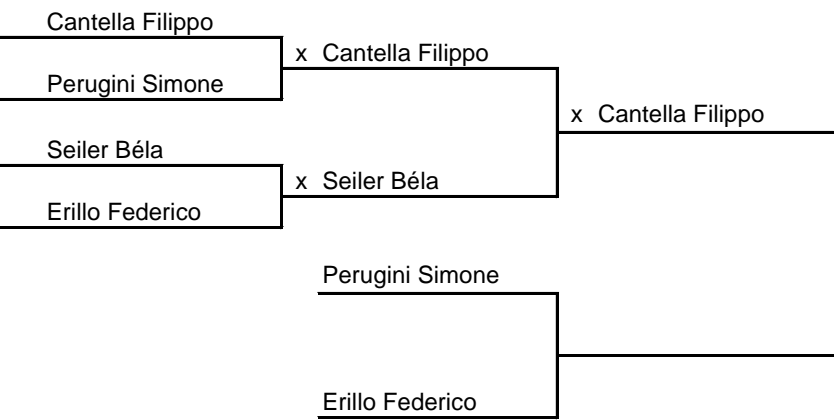 Cantella Filippo
x Cantella Filippo
Perugini Simone
x Cantella Filippo
Seiler Béla
x Seiler Béla
Erillo Federico
Perugini Simone
Erillo Federico